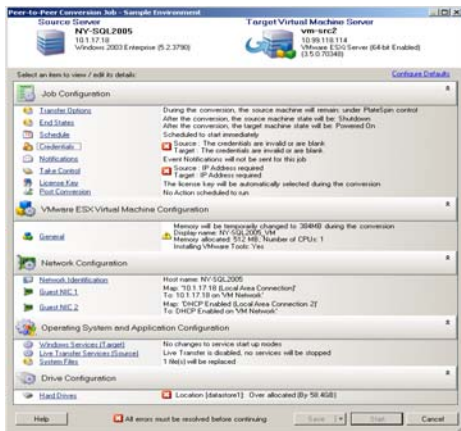 Peer-to-Peer Conversion Job - Sample Environment
Source Server
NY-SQL2005
10.1.17.18
Windows 2003 Enterprise (5.2.3790)
Target Virtual Machine Server
vm-src2
10.99.118.114
VMware ESX Server (64-bit Enabled)
(3.5.0.70348)
Select an item to view / edit its details:
Configure Defaults
Job Configuration
Transfer Options During the conversion, the source machine will remain: under PlateSpin control
End States After the conversion, the source machine state will be: Shutdown
After the conversion, the target machine state will be: Powered On
Schedule Scheduled to start immediately
Credentials Source : The credentials are invalid or are blank
Target : The credentials are invalid or are blank
Notifications Event Notifications will not be sent for this job
Take Control Source : IP Address required
Target : IP Address required
License Key The license key will be automatically selected during the conversion
Post Conversion No Action scheduled to run
VMware ESX Virtual Machine Configuration
General Memory will be temporarily changed to 384MB during the conversion
Display name: NY-SQL2005_VM
Memory allocated: 512 MB, Number of CPUs: 1
Installing VMware Tools: Yes
Network Configuration
Network Identification Host name: NY-SQL2005
Guest NIC 1 Map: '10.1.17.18 (Local Area Connection)'
To: 10.1.17.18 on 'VM Network'
Guest NIC 2 Map: 'DHCP Enabled (Local Area Connection 2)'
To: DHCP Enabled on 'VM Network'
Operating System and Application Configuration
Windows Services (Target) No changes to service start up modes
Live Transfer Services (Source) Live Transfer is disabled, no services will be stopped
System Files 1 file(s) will be replaced
Drive Configuration
Hard Drives Location [datastore1] Over allocated (By 58.4GB)
Help All errors must be resolved before continuing. Save Start Cancel